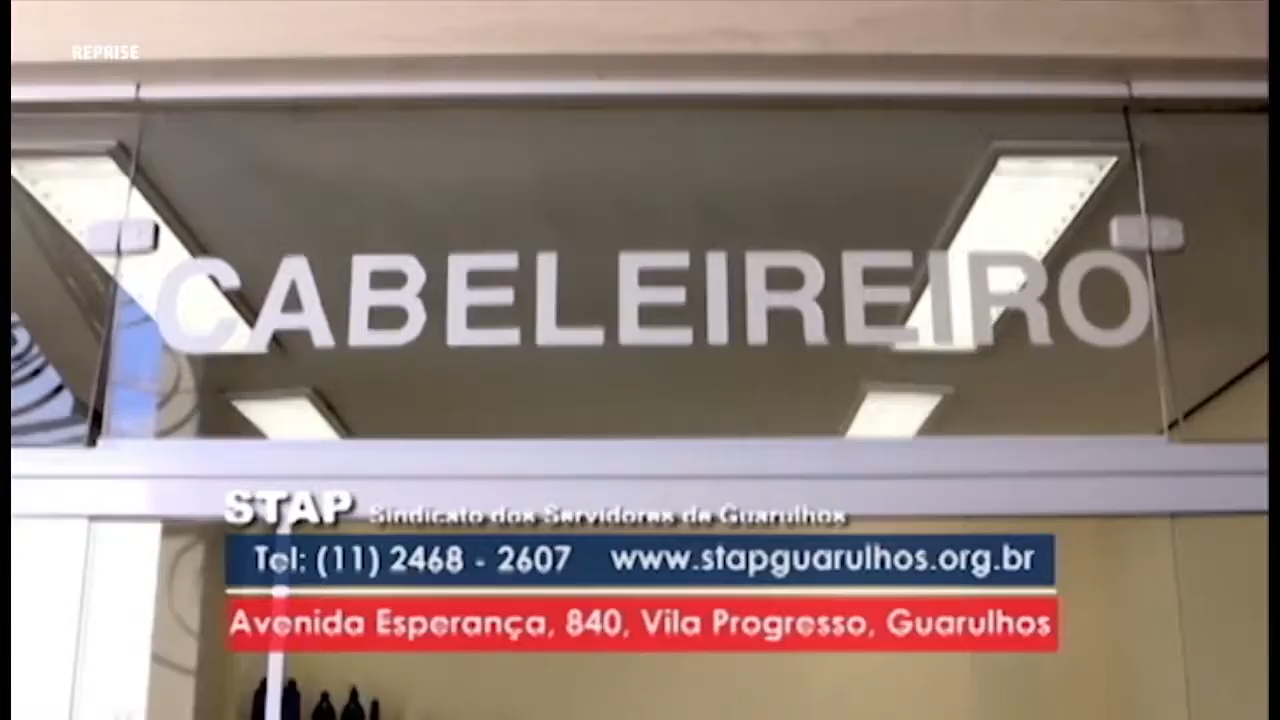 REPRISE
CABELEIREIRO
STAP Sindicato dos Servidores de Guarulhos
Tel: (11) 2468 - 2607 www.stapguarulhos.org.br
Avenida Esperança, 840, Vila Progresso, Guarulhos